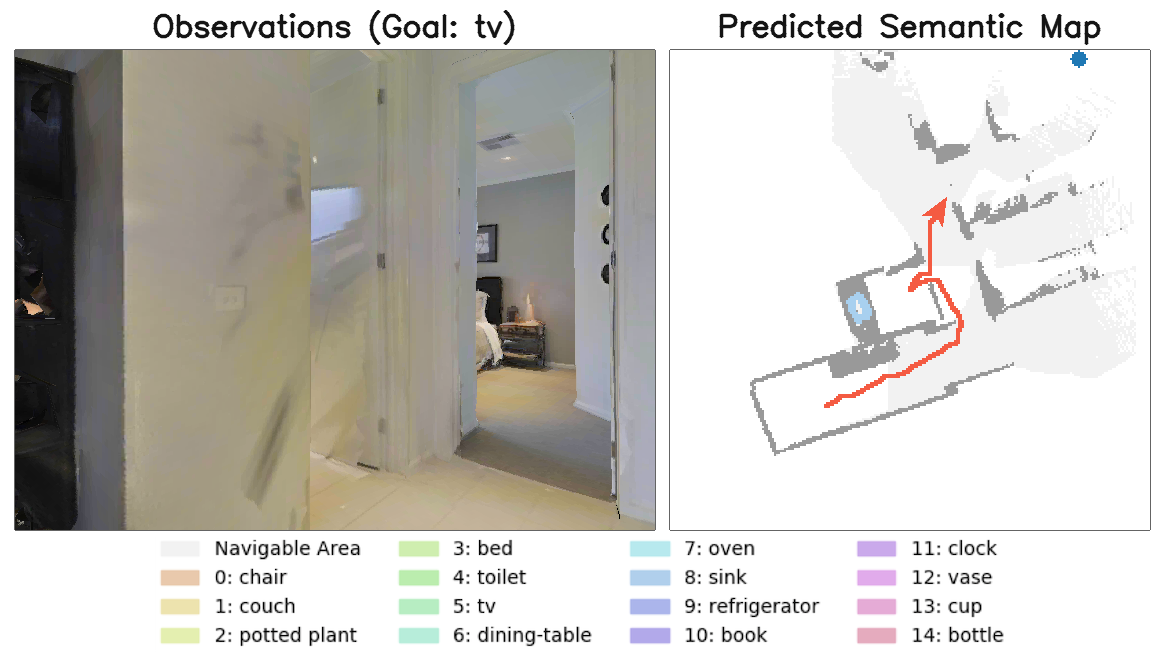 Observations (Goal: tv)
Predicted Semantic Map
Navigable Area
0: chair
1: couch
2: potted plant
3: bed
4: toilet
5: tv
6: dining-table
7: oven
8: sink
9: refrigerator
10: book
11: clock
12: vase
13: cup
14: bottle